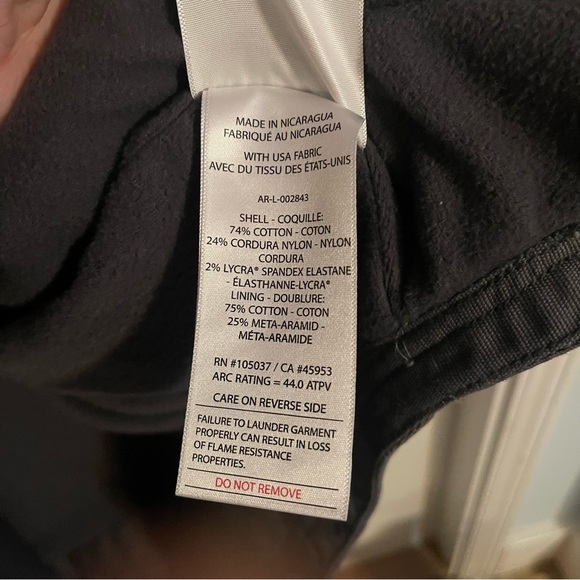 MADE IN NICARAGUA
FABRIQUÉ AU NICARAGUA
WITH USA FABRIC
AVEC DU TISSU DES ÉTATS-UNIS
AR-L-002843
SHELL - COQUILLE:
74% COTTON - COTON
24% CORDURA NYLON - NYLON
CORDURA
2% LYCRA® SPANDEX ELASTANE
- ÉLASTHANNE-LYCRA®
LINING - DOUBLURE:
75% COTTON - COTON
25% META-ARAMID -
MÉTA-ARAMIDE
RN #105037 / CA #45953
ARC RATING = 44.0 ATPV
CARE ON REVERSE SIDE
FAILURE TO LAUNDER GARMENT
PROPERLY CAN RESULT IN LOSS
OF FLAME RESISTANCE
PROPERTIES.
DO NOT REMOVE